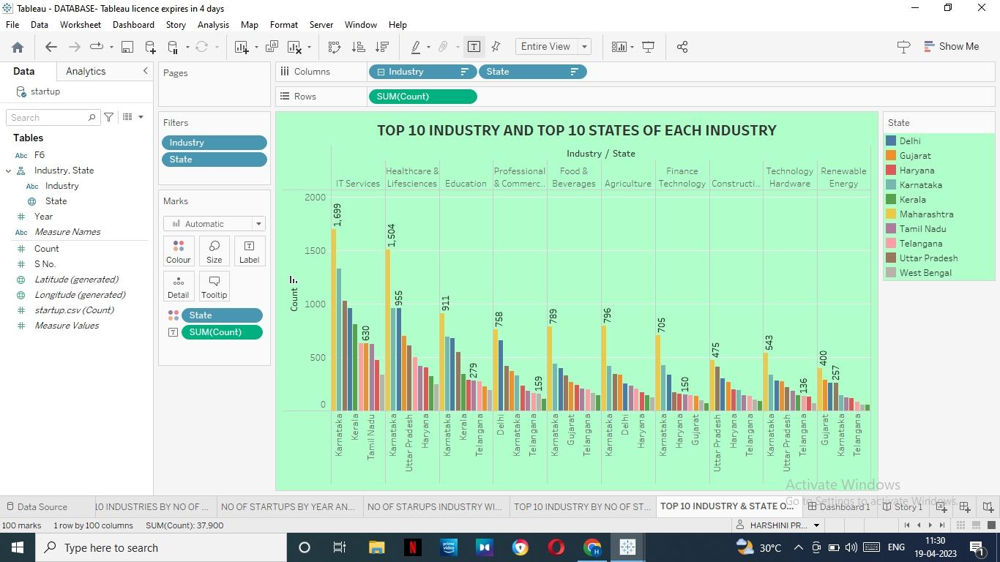 Tableau - DATABASE- Tableau licence expires in 4 days
File Data Worksheet Dashboard Story Analysis Map Format Server Window Help
Entire View
Show Me
Data Analytics
startup
Search
Tables
Abc F6
Industry, State
Abc Industry
State
Year
Abc Measure Names
Count
S No.
Latitude (generated)
Longitude (generated)
startup.csv (Count)
Measure Values
Pages
Filters
Industry
State
Marks
Automatic
Colour Size Label
Detail Tooltip
State
SUM(Count)
Columns Industry State
Rows SUM(Count)
TOP 10 INDUSTRY AND TOP 10 STATES OF EACH INDUSTRY
Industry / State
IT Services
Healthcare &
Lifesciences
Education
Professional
& Commerc..
Food &
Beverages
Agriculture
Finance
Technology
Constructi..
Technology
Hardware
Renewable
Energy
Count
2000
1500
1000
500
0
1,699
630
1,504
955
911
279
758
159
789
796
705
150
475
543
136
400
257
Karnataka
Kerala
Tamil Nadu
Karnataka
Uttar Pradesh
Haryana
Karnataka
Kerala
Telangana
Delhi
Karnataka
Telangana
Karnataka
Gujarat
Telangana
Karnataka
Delhi
Haryana
Karnataka
Haryana
Gujarat
Uttar Pradesh
Haryana
Telangana
Karnataka
Uttar Pradesh
Telangana
Gujarat
Karnataka
Telangana
State
Delhi
Gujarat
Haryana
Karnataka
Kerala
Maharashtra
Tamil Nadu
Telangana
Uttar Pradesh
West Bengal
Activate Windows
Go to Settings to activate Windows.
Data Source
10 INDUSTRIES BY NO OF ...
NO OF STARTUPS BY YEAR AN...
NO OF STARUPS INDUSTRY WI...
TOP 10 INDUSTRY BY NO OF ST...
TOP 10 INDUSTRY & STATE O...
Dashboard 1
Story 1
100 marks 1 row by 100 columns SUM(Count): 37,900
HARSHINI PR...
Type here to search
30°C
ENG
11:30
19-04-2023
1